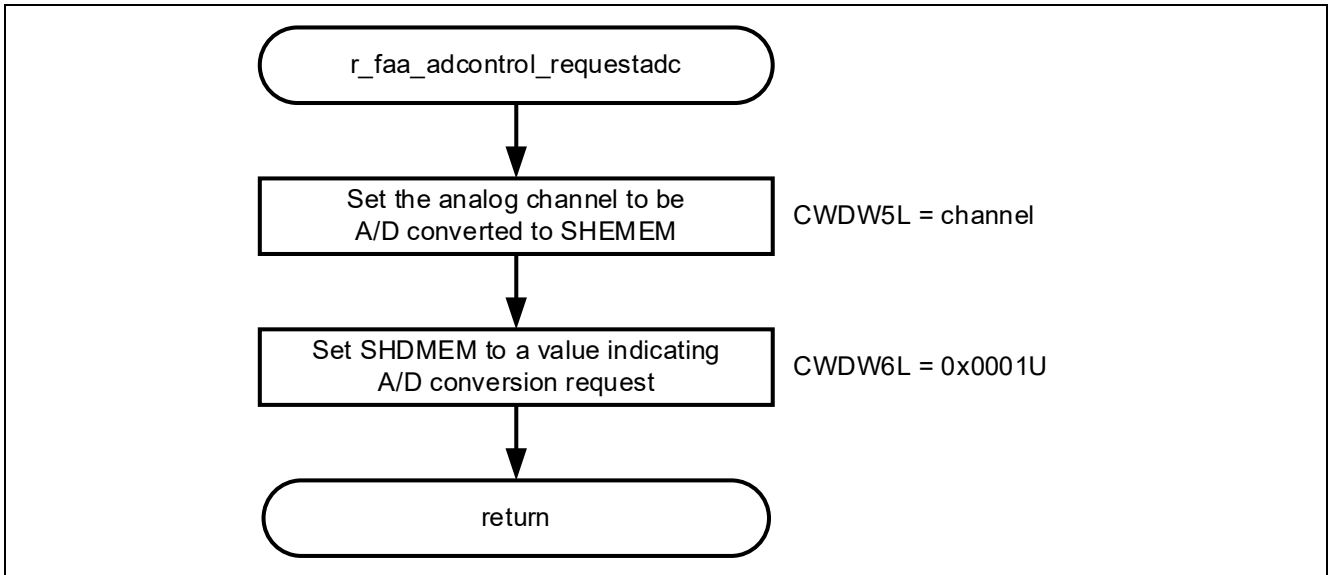 r_faa_adcontrol_requestadc
Set the analog channel to be
A/D converted to SHEMEM
CWDW5L = channel
Set SHDMEM to a value indicating
A/D conversion request
CWDW6L = 0x0001U
return